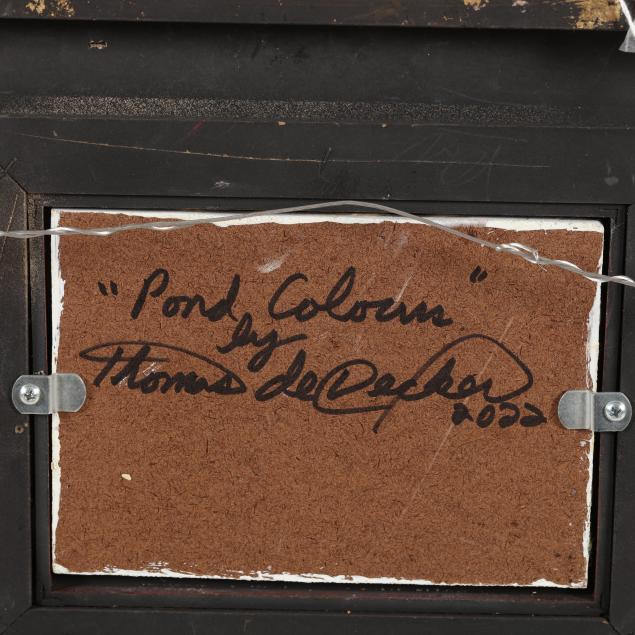 "Pond Colours"
by
Thomas deDecker
2022